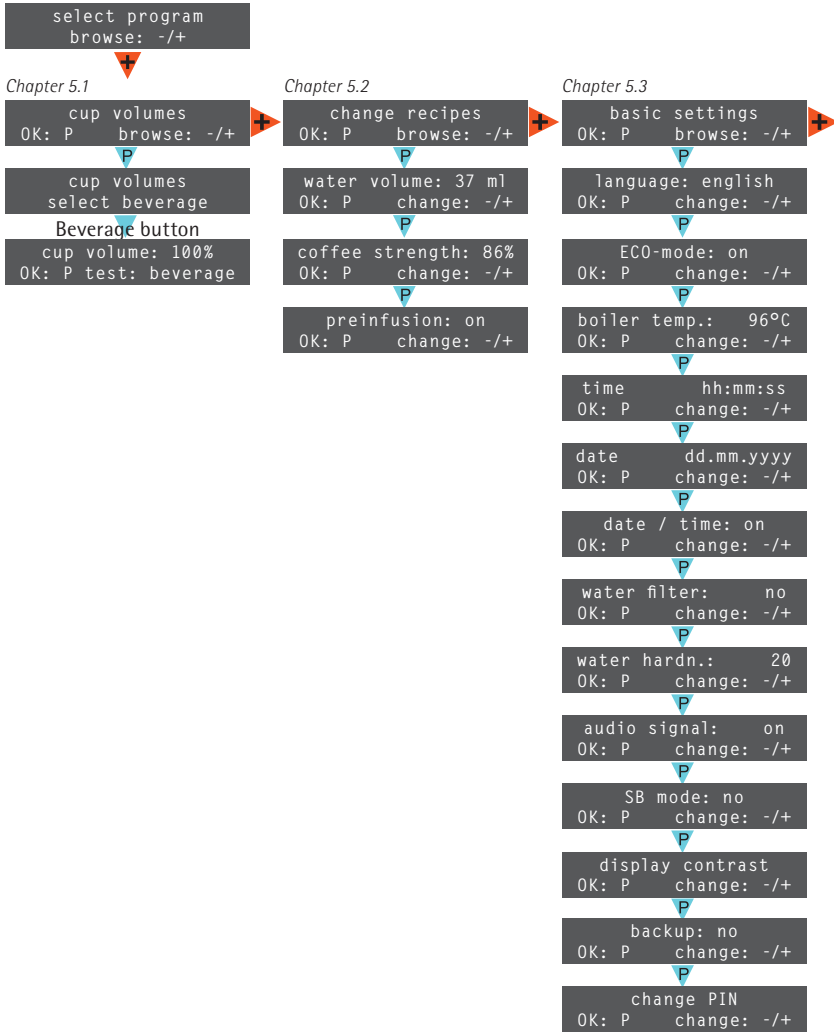 select program
browse: -/+
+
Chapter 5.1
cup volumes
OK: P browse: -/+
P
cup volumes
select beverage
Beverage button
cup volume: 100%
OK: P test: beverage
+
Chapter 5.2
change recipes
OK: P browse: -/+
P
water volume: 37 ml
OK: P change: -/+
P
coffee strength: 86%
OK: P change: -/+
P
preinfusion: on
OK: P change: -/+
+
Chapter 5.3
basic settings
OK: P browse: -/+
P
language: english
OK: P change: -/+
P
ECO-mode: on
OK: P change: -/+
P
boiler temp.: 96°C
OK: P change: -/+
P
time hh:mm:ss
OK: P change: -/+
P
date dd.mm.yyyy
OK: P change: -/+
P
date / time: on
OK: P change: -/+
P
water filter: no
OK: P change: -/+
P
water hardn.: 20
OK: P change: -/+
P
audio signal: on
OK: P change: -/+
P
SB mode: no
OK: P change: -/+
P
display contrast
OK: P change: -/+
P
backup: no
OK: P change: -/+
P
change PIN
OK: P change: -/+
+